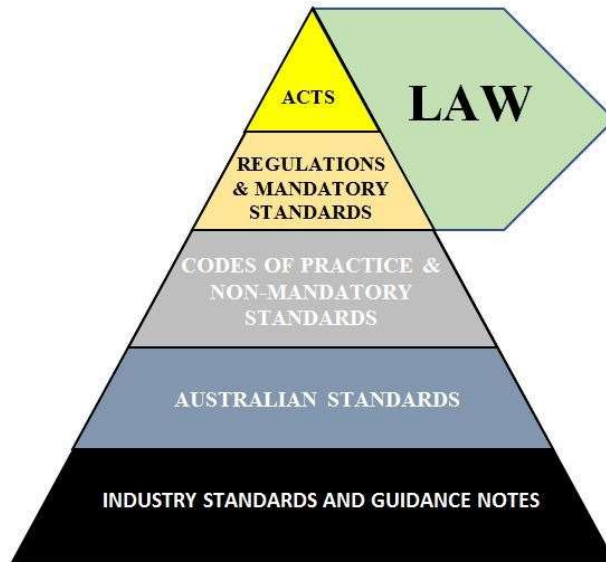 ACTS
LAW
REGULATIONS
& MANDATORY
STANDARDS
CODES OF PRACTICE &
NON-MANDATORY
STANDARDS
AUSTRALIAN STANDARDS
INDUSTRY STANDARDS AND GUIDANCE NOTES